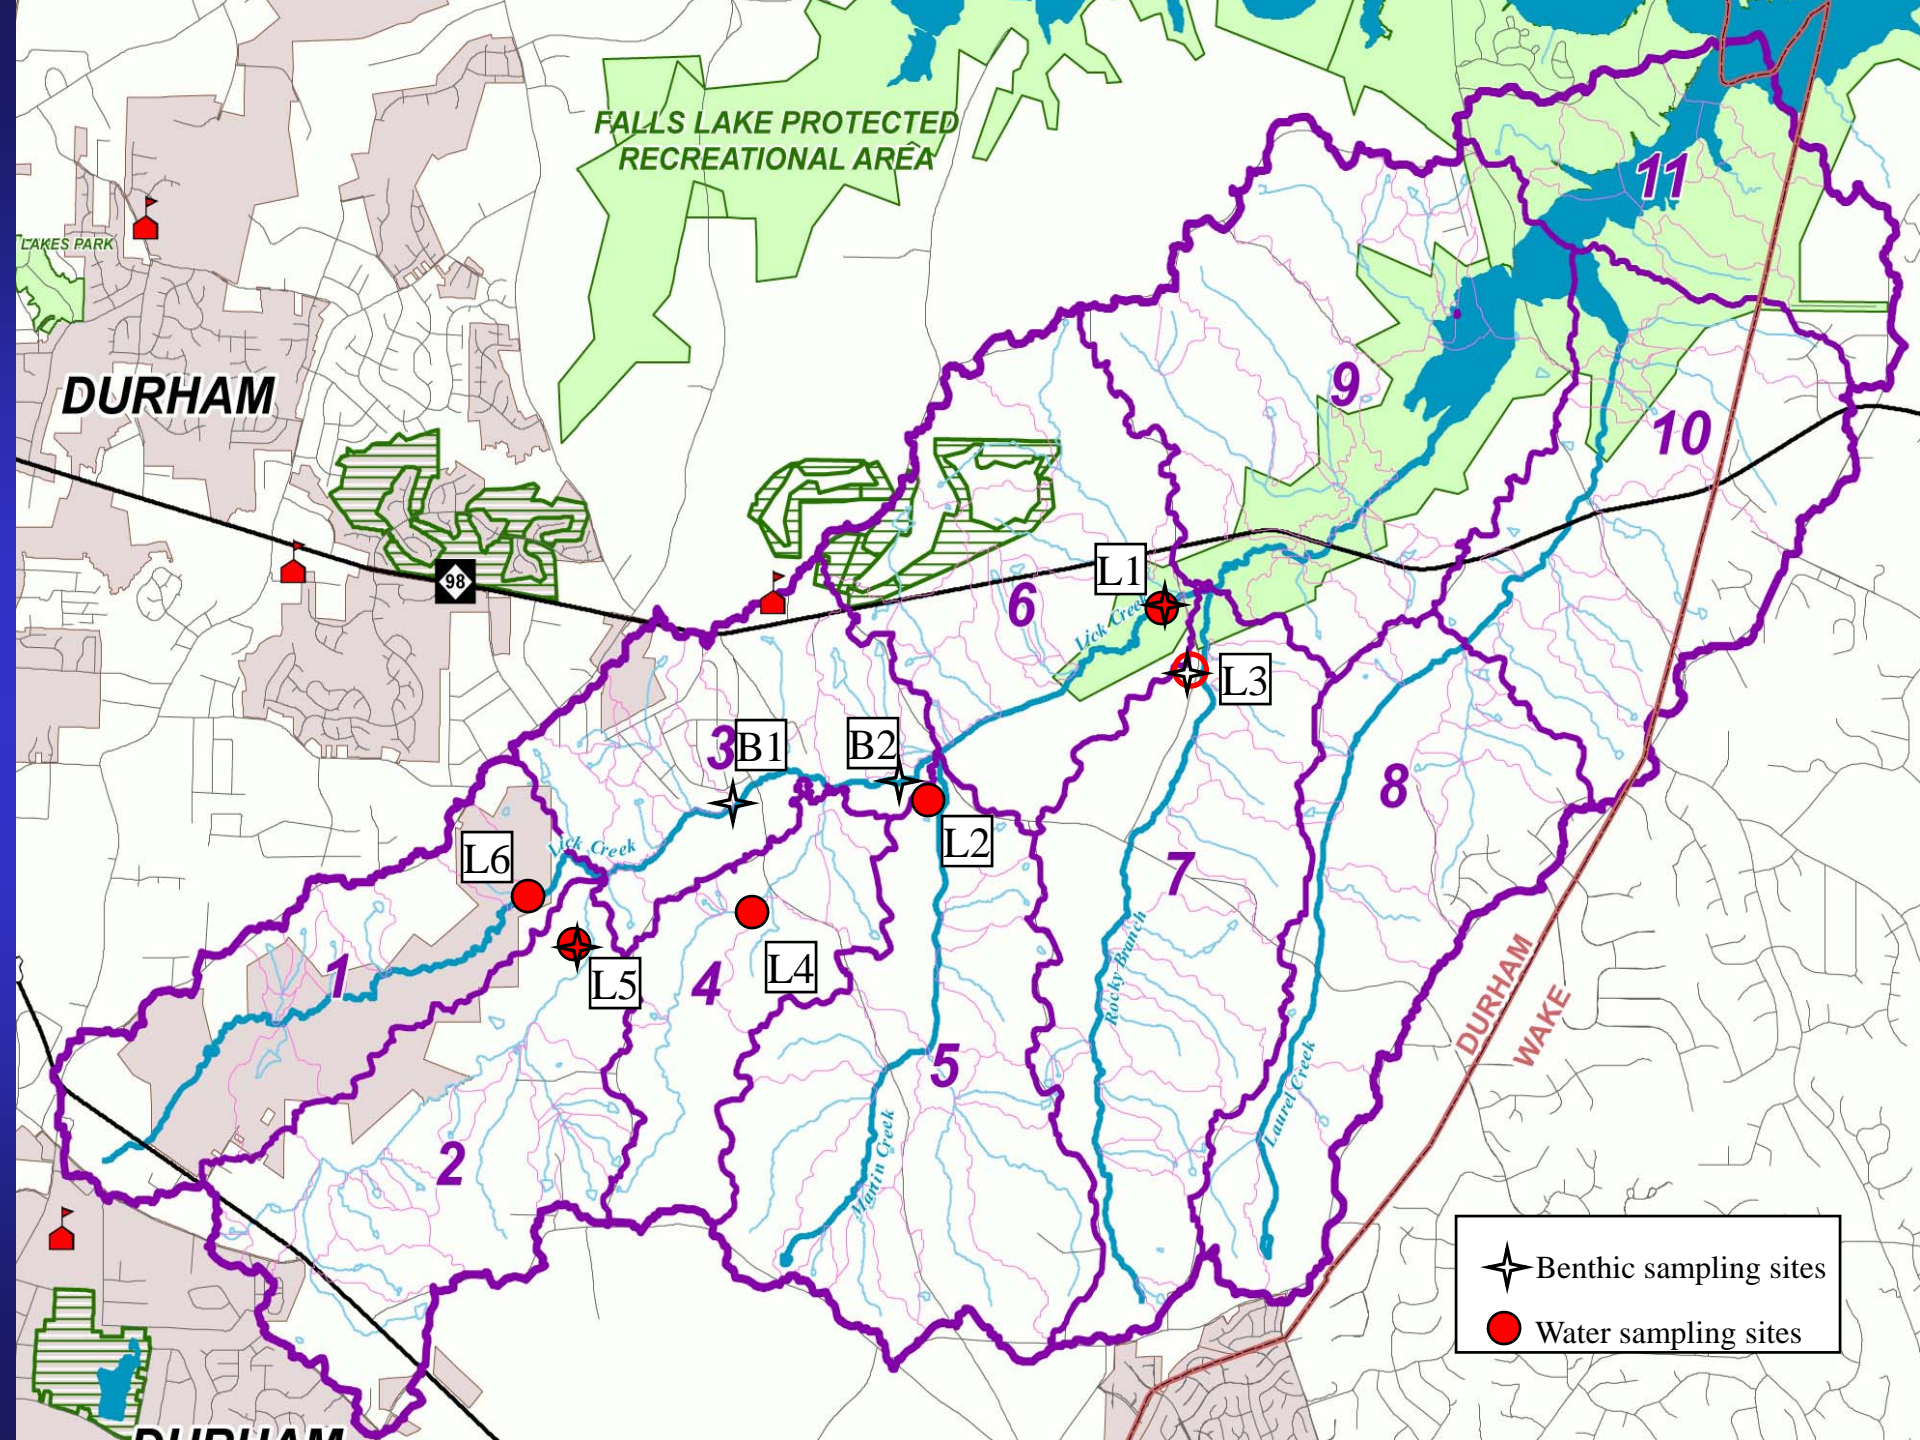 FALLS LAKE PROTECTED
RECREATIONAL AREA
11
LAKES PARK
DURHAM
9
10
98
L1
6
Lick Creek
L3
3
B1
B2
8
L2
Lick Creek
L6
7
L5
4
L4
1
Rocky Branch
DURHAM
WAKE
5
Laurel Creek
2
Martin Creek
Benthic sampling sites
Water sampling sites
DURHAM